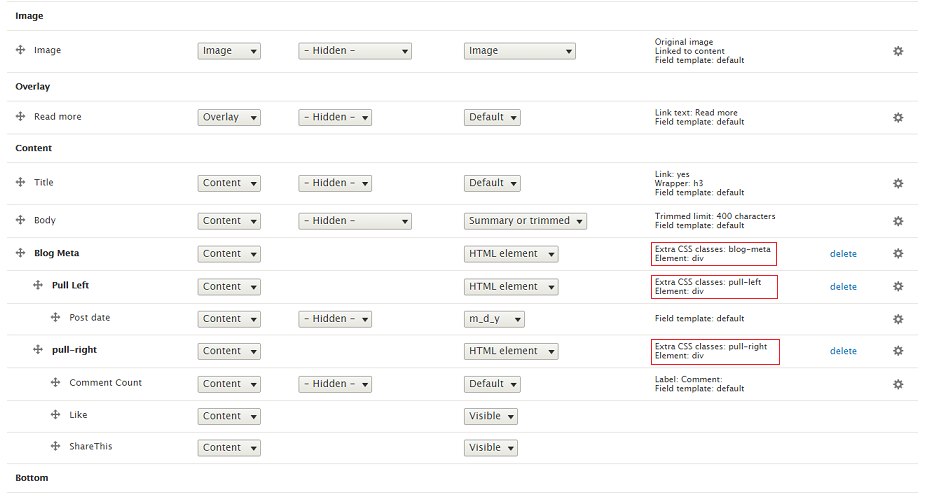 Image
Image Image - Hidden - Image Original image
Linked to content
Field template: default
Overlay
Read more Overlay - Hidden - Default Link text: Read more
Field template: default
Content
Title Content - Hidden - Default Link: yes
Wrapper: h3
Field template: default
Body Content - Hidden - Summary or trimmed Trimmed limit: 400 characters
Field template: default
Blog Meta Content HTML element Extra CSS classes: blog-meta
Element: div delete
Pull Left Content HTML element Extra CSS classes: pull-left
Element: div delete
Post date Content - Hidden - m_d_y Field template: default
pull-right Content HTML element Extra CSS classes: pull-right
Element: div delete
Comment Count Content - Hidden - Default Label: Comment:
Field template: default
Like Content Visible
ShareThis Content Visible
Bottom